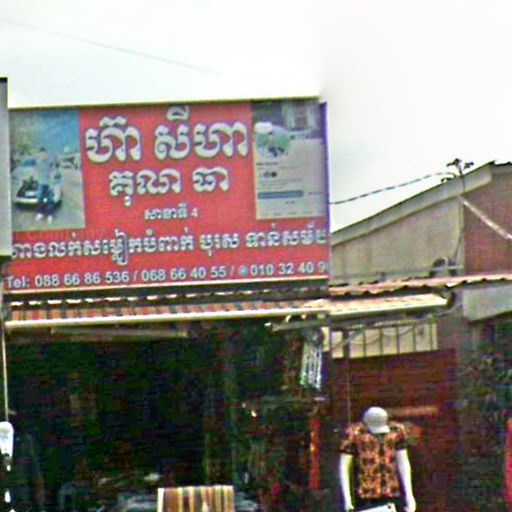 ហ៊ា សីហា
គុណ ធា
សាខាទី 4
ខាងលក់សម្លៀកបំពាក់ បុរស ទាន់សម័យ
Tel: 088 66 86 536 / 068 66 40 55 / 010 32 40 9